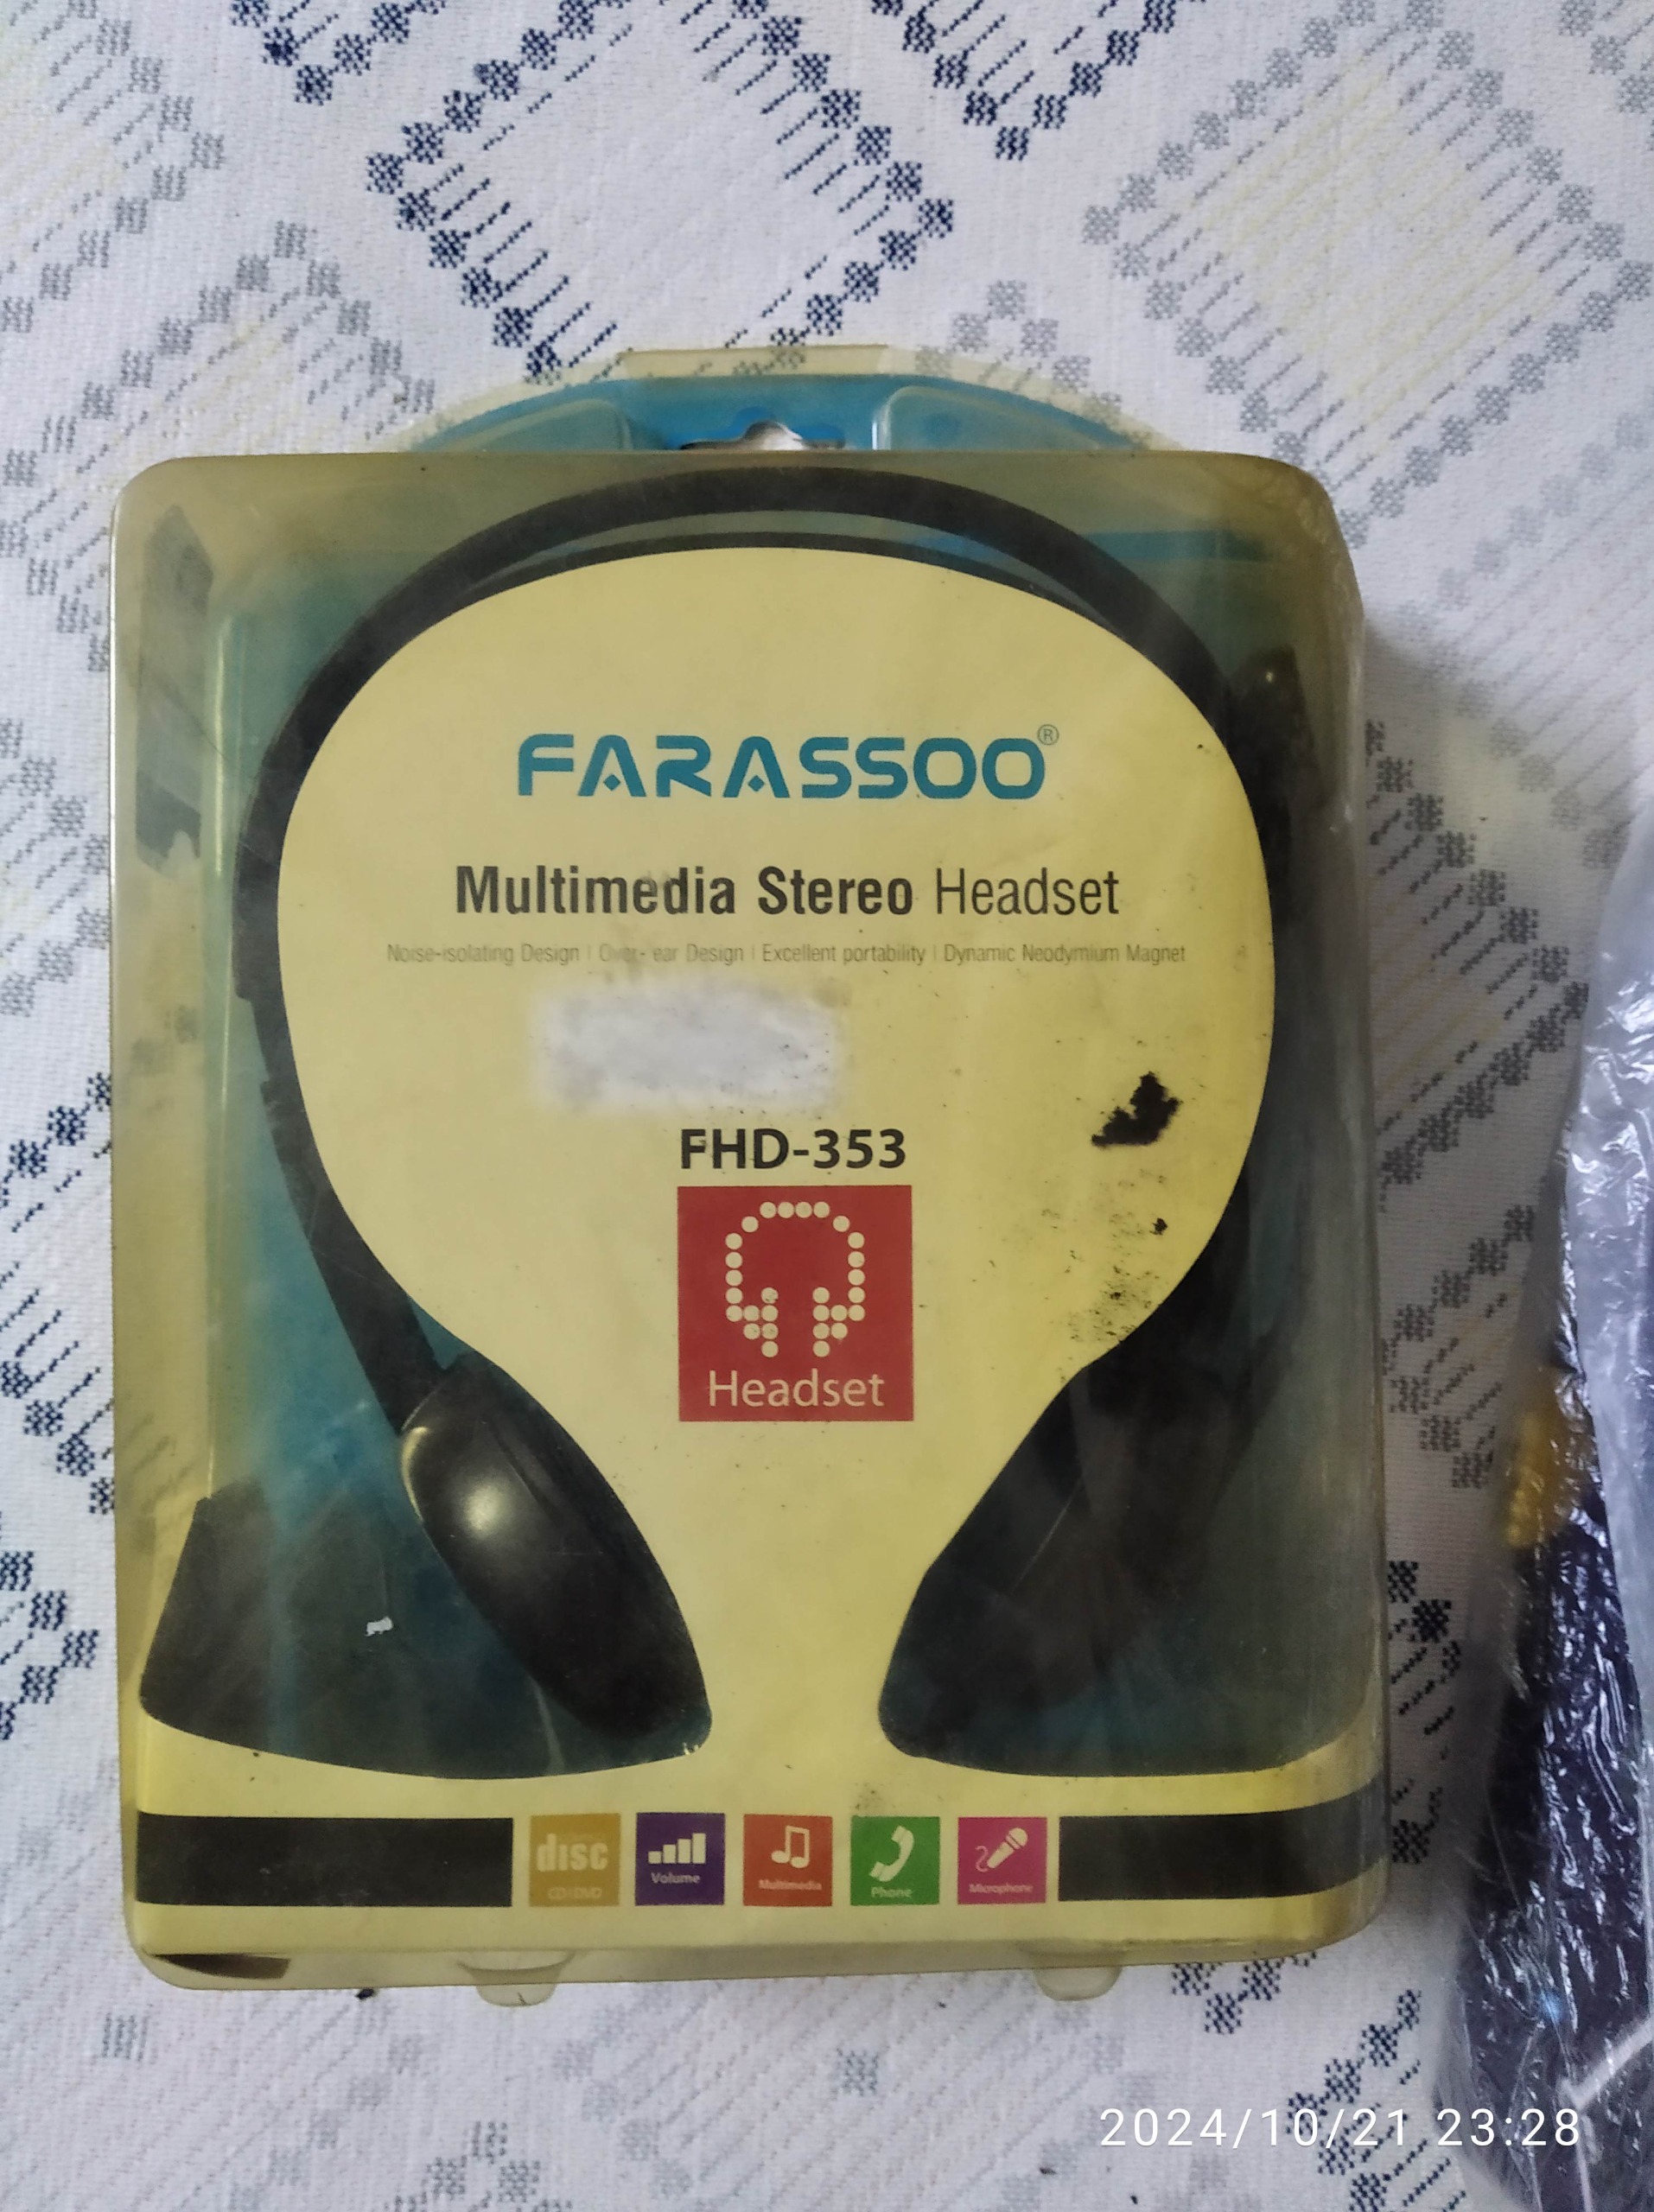 FARASSOO®
Multimedia Stereo Headset
Noise-isolating Design | Over- ear Design | Excellent portability | Dynamic Neodymium Magnet
FHD-353
Headset
disc
CD/DVD
Volume
Multimedia
Phone
Microphone
2024/10/21 23:28